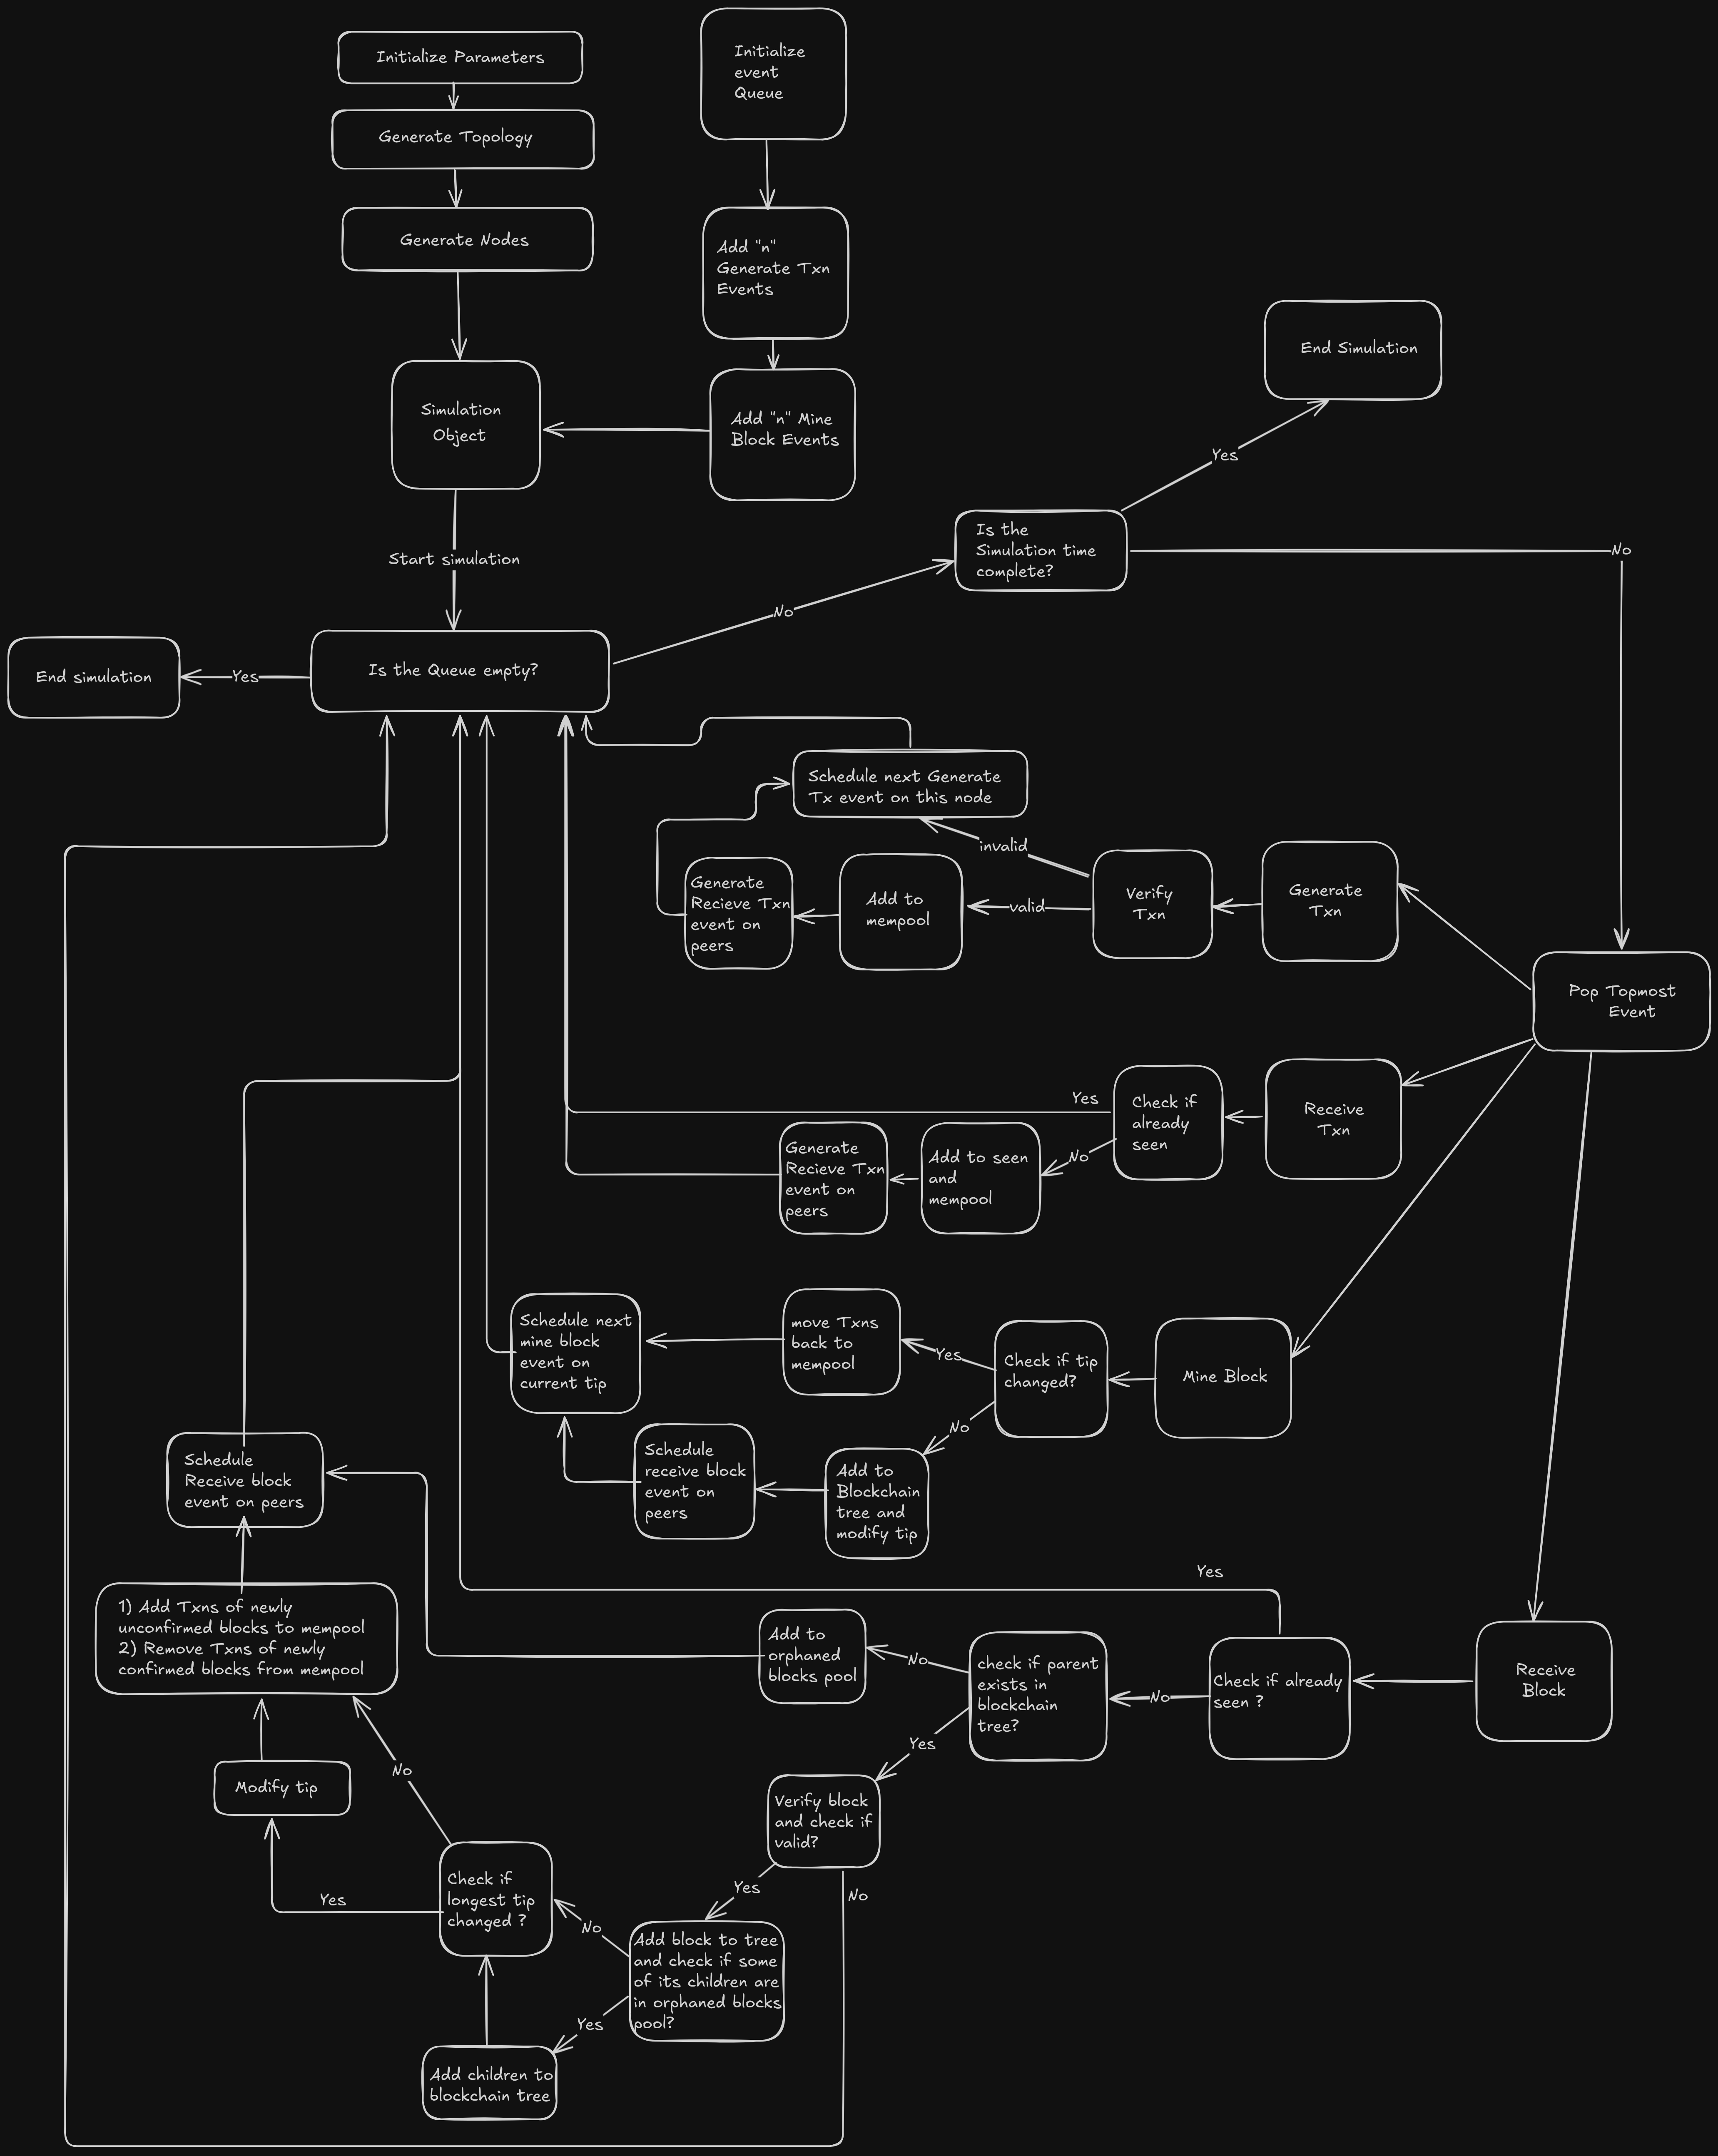 Initialize Parameters
Generate Topology
Generate Nodes
Initialize
event
Queue
Add "n"
Generate Txn
Events
Add "n" Mine
Block Events
Simulation
Object
Start simulation
End Simulation
Yes
Is the
Simulation time
complete?
No
No
Is the Queue empty?
Yes
End simulation
Schedule next Generate
Tx event on this node
invalid
Generate
Recieve Txn
event on
peers
Add to
mempool
valid
Verify
Txn
Generate
Txn
Pop Topmost
Event
Yes
Check if
already
seen
Receive
Txn
No
Generate
Recieve Txn
event on
peers
Add to seen
and
mempool
Schedule next
mine block
event on
current tip
move Txns
back to
mempool
Yes
Check if tip
changed?
Mine Block
No
Schedule
receive block
event on
peers
Add to
Blockchain
tree and
modify tip
Schedule
Receive block
event on peers
Yes
1) Add Txns of newly
unconfirmed blocks to mempool
2) Remove Txns of newly
confirmed blocks from mempool
Add to
orphaned
blocks pool
No
check if parent
exists in
blockchain
tree?
No
Check if already
seen ?
Receive
Block
Yes
Modify tip
No
Verify block
and check if
valid?
Yes
No
Check if
longest tip
changed ?
Yes
No
Add block to tree
and check if some
of its children are
in orphaned blocks
pool?
Yes
Add children to
blockchain tree